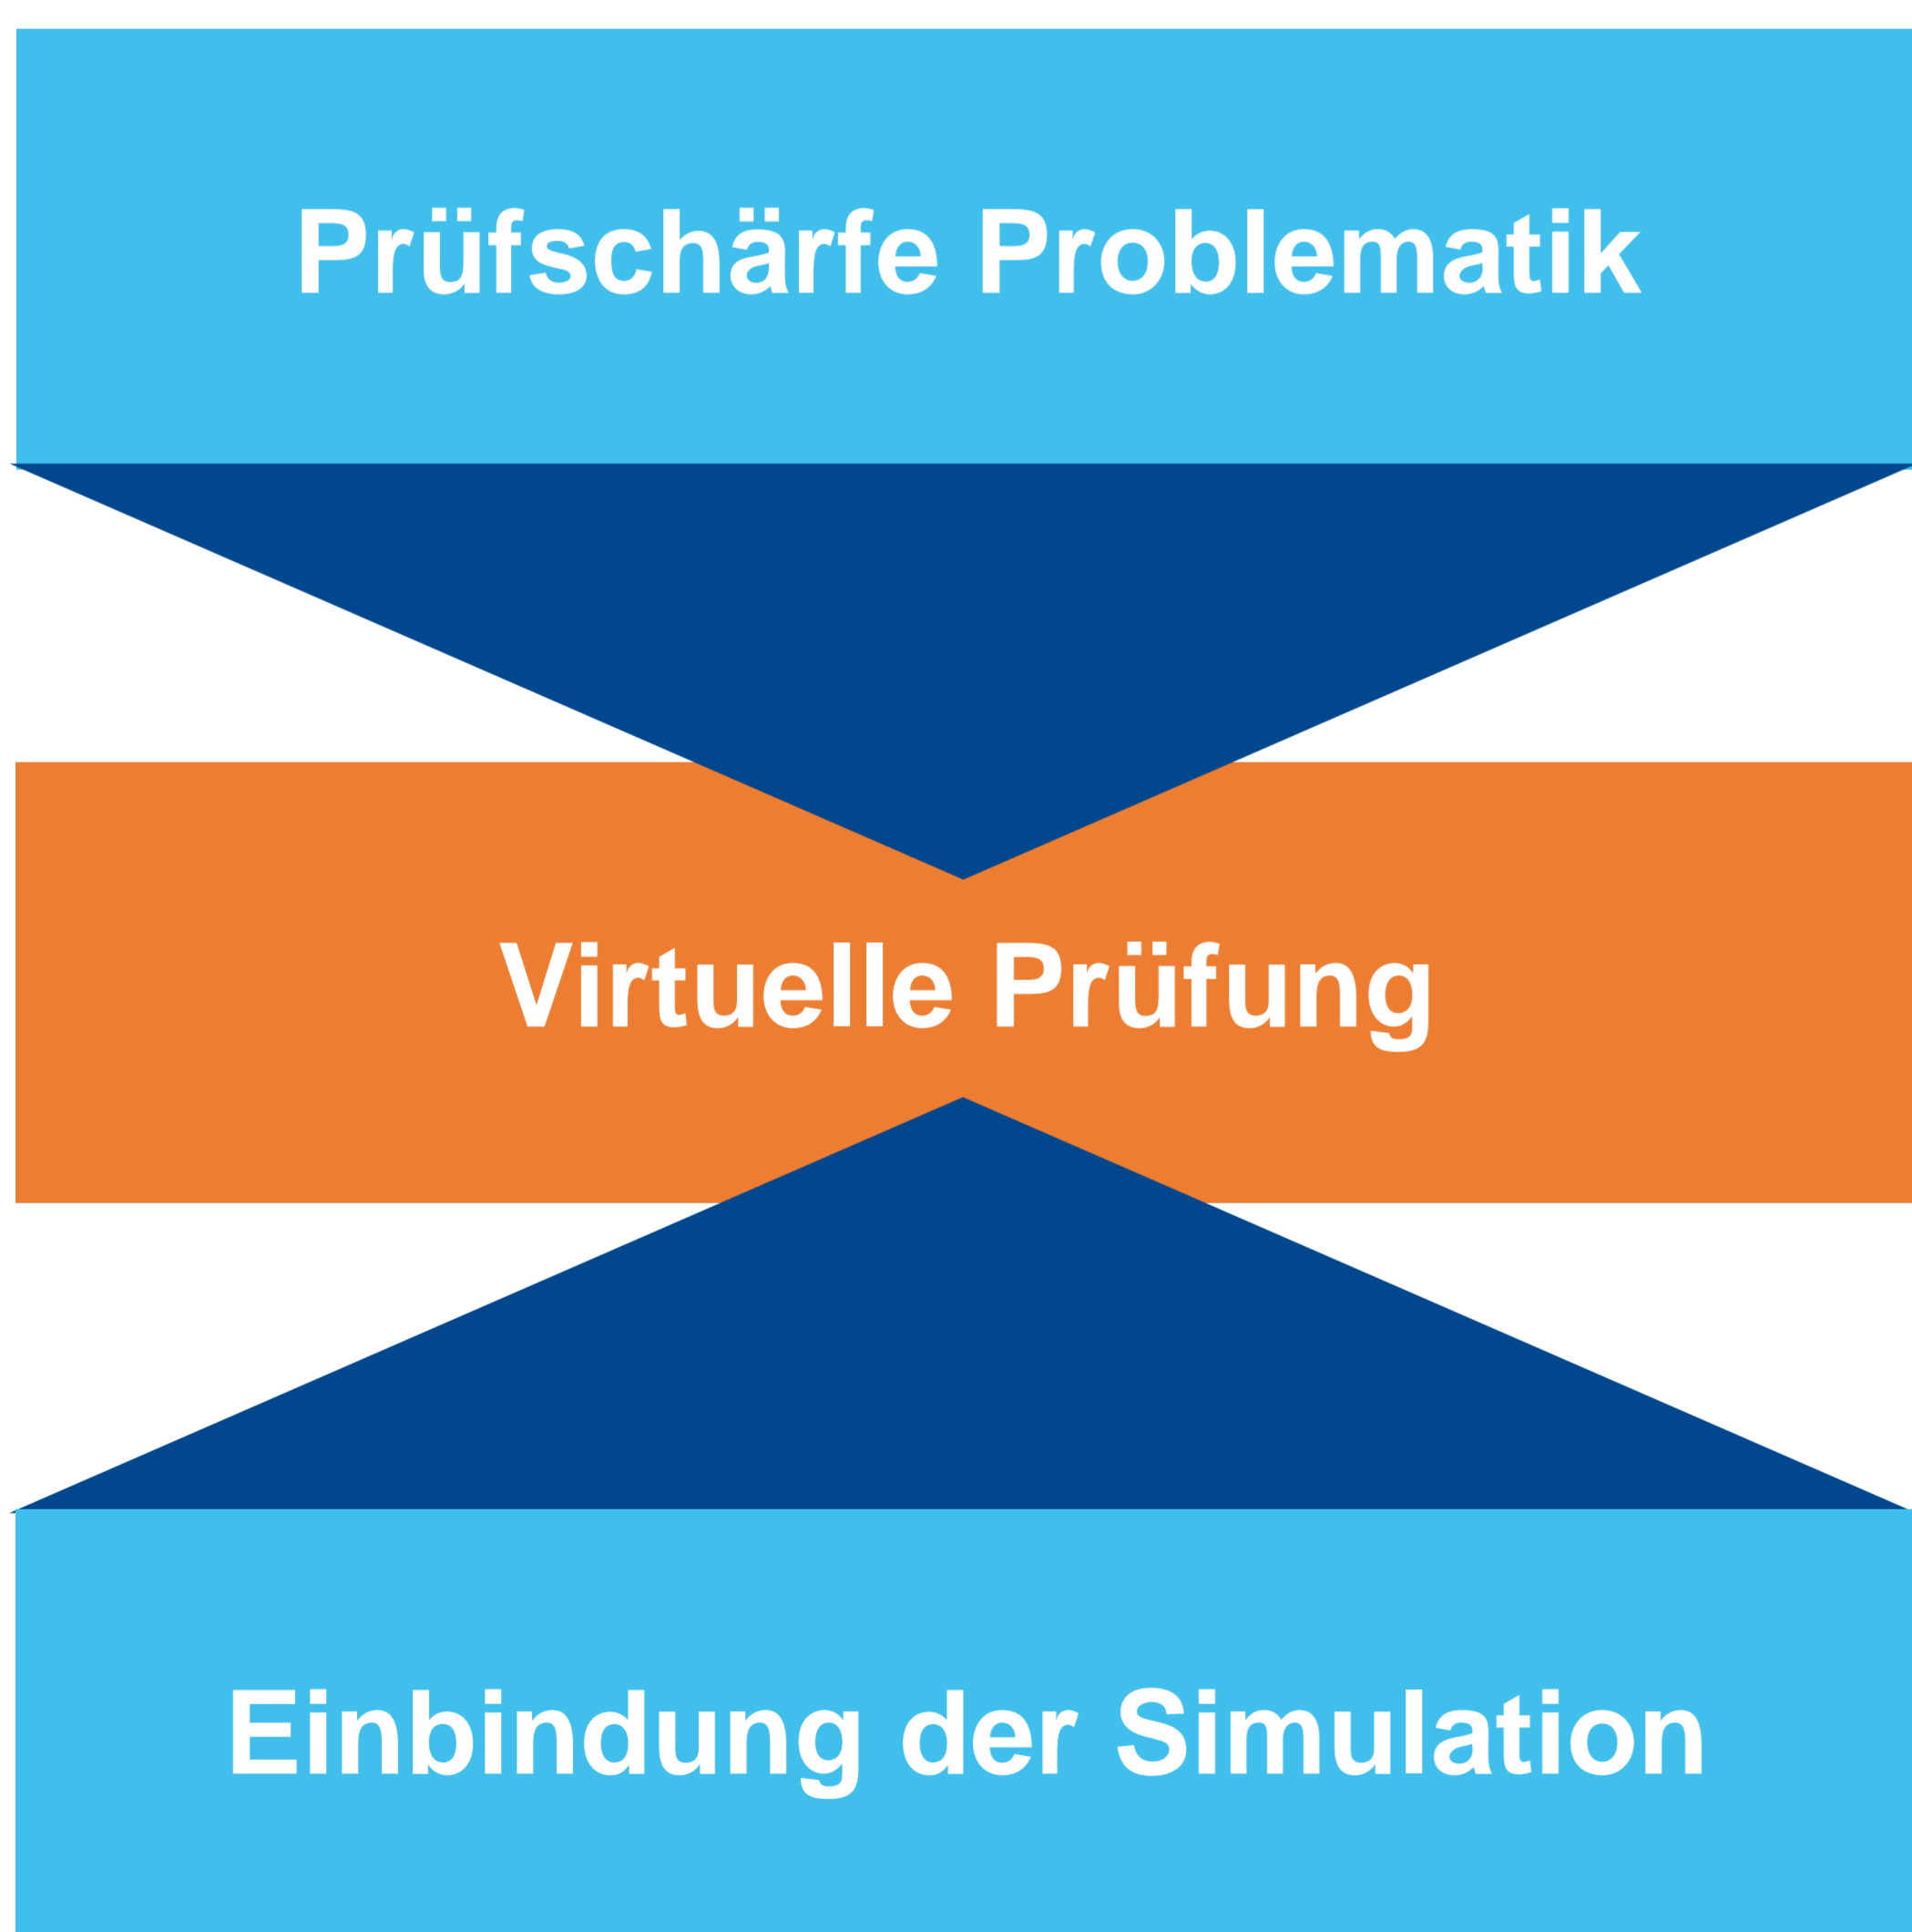 Prüfschärfe Problematik
Virtuelle Prüfung
Einbindung der Simulation